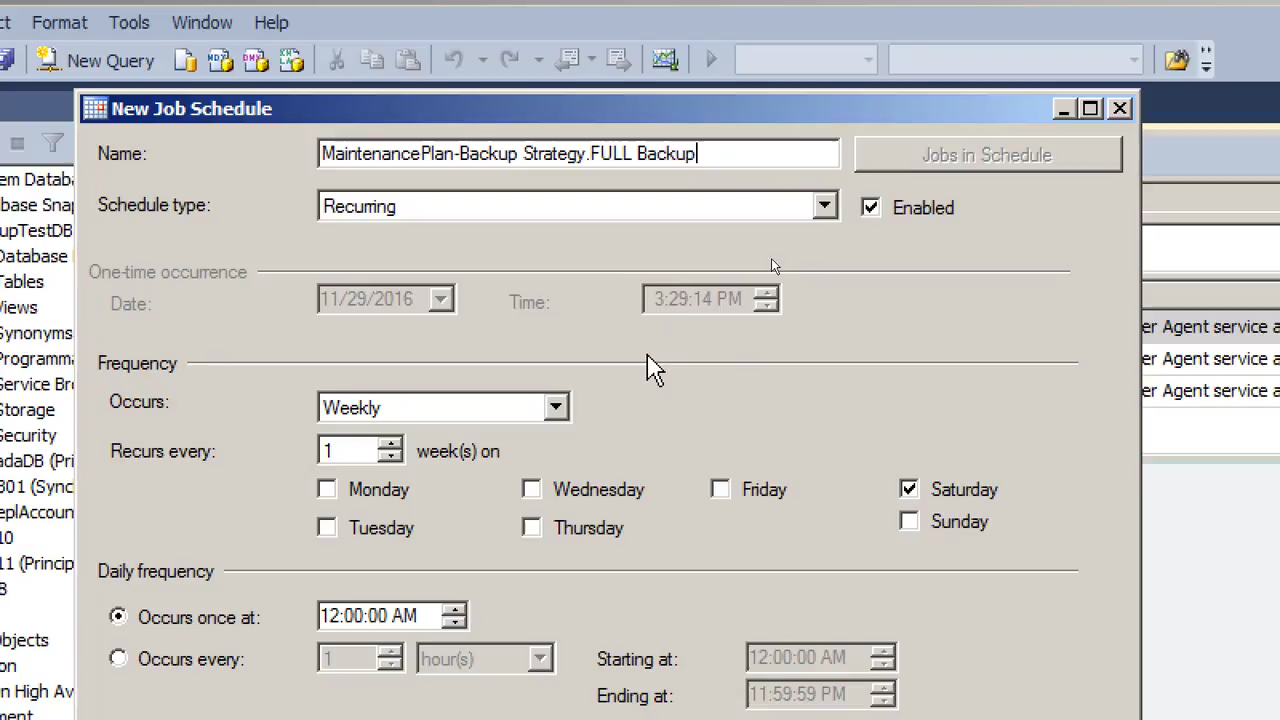 ct Format Tools Window Help
New Query
New Job Schedule
Name: MaintenancePlan-Backup Strategy.FULL Backup Jobs in Schedule
Schedule type: Recurring Enabled
One-time occurrence
Date: 11/29/2016 Time: 3:29:14 PM
Frequency
Occurs: Weekly
Recurs every: 1 week(s) on
Monday Wednesday Friday Saturday
Tuesday Thursday Sunday
Daily frequency
Occurs once at: 12:00:00 AM
Occurs every: 1 hour(s) Starting at: 12:00:00 AM
Ending at: 11:59:59 PM
em Databa
base Snap
upTestDB
Database
Tables
Views
Synonyms
Programma
Service Bro
Storage
Security
adaDB (Pri
301 (Sync
eplAccoun
10
11 (Princip
8
Objects
on
n High Av
ment
er Agent service a
er Agent service a
er Agent service a